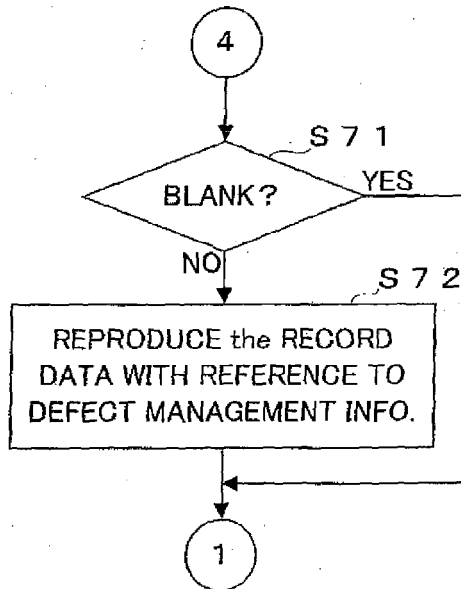 4
S 7 1
BLANK?
YES
NO
S 7 2
REPRODUCE the RECORD
DATA WITH REFERENCE TO
DEFECT MANAGEMENT INFO.
1